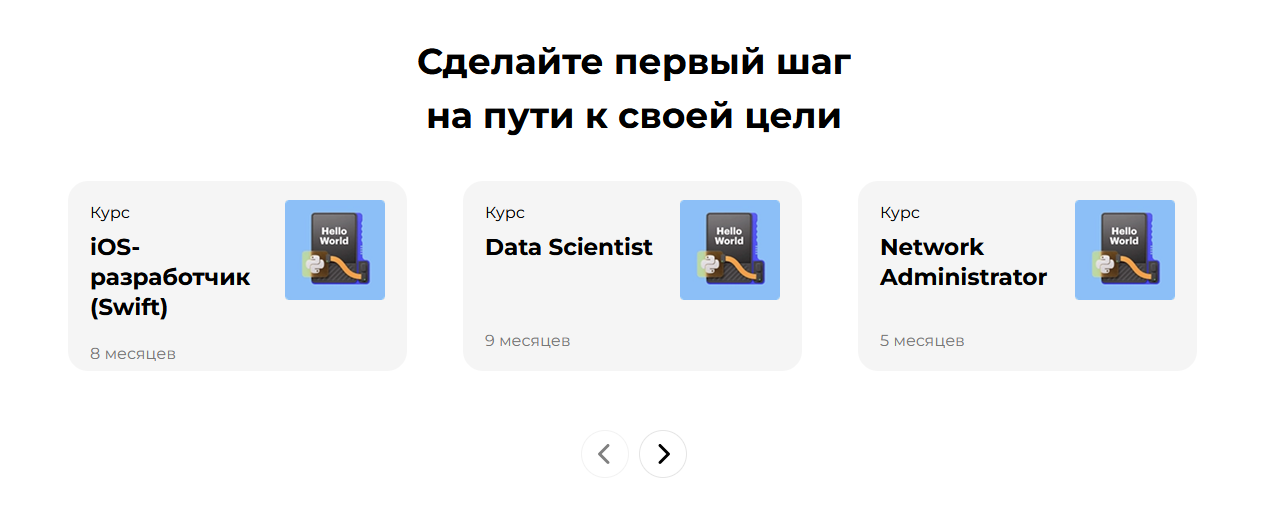 Сделайте первый шаг
на пути к своей цели
Курс
iOS-
разработчик
(Swift)
8 месяцев
Hello
World
Курс
Data Scientist
9 месяцев
Hello
World
Курс
Network
Administrator
5 месяцев
Hello
World